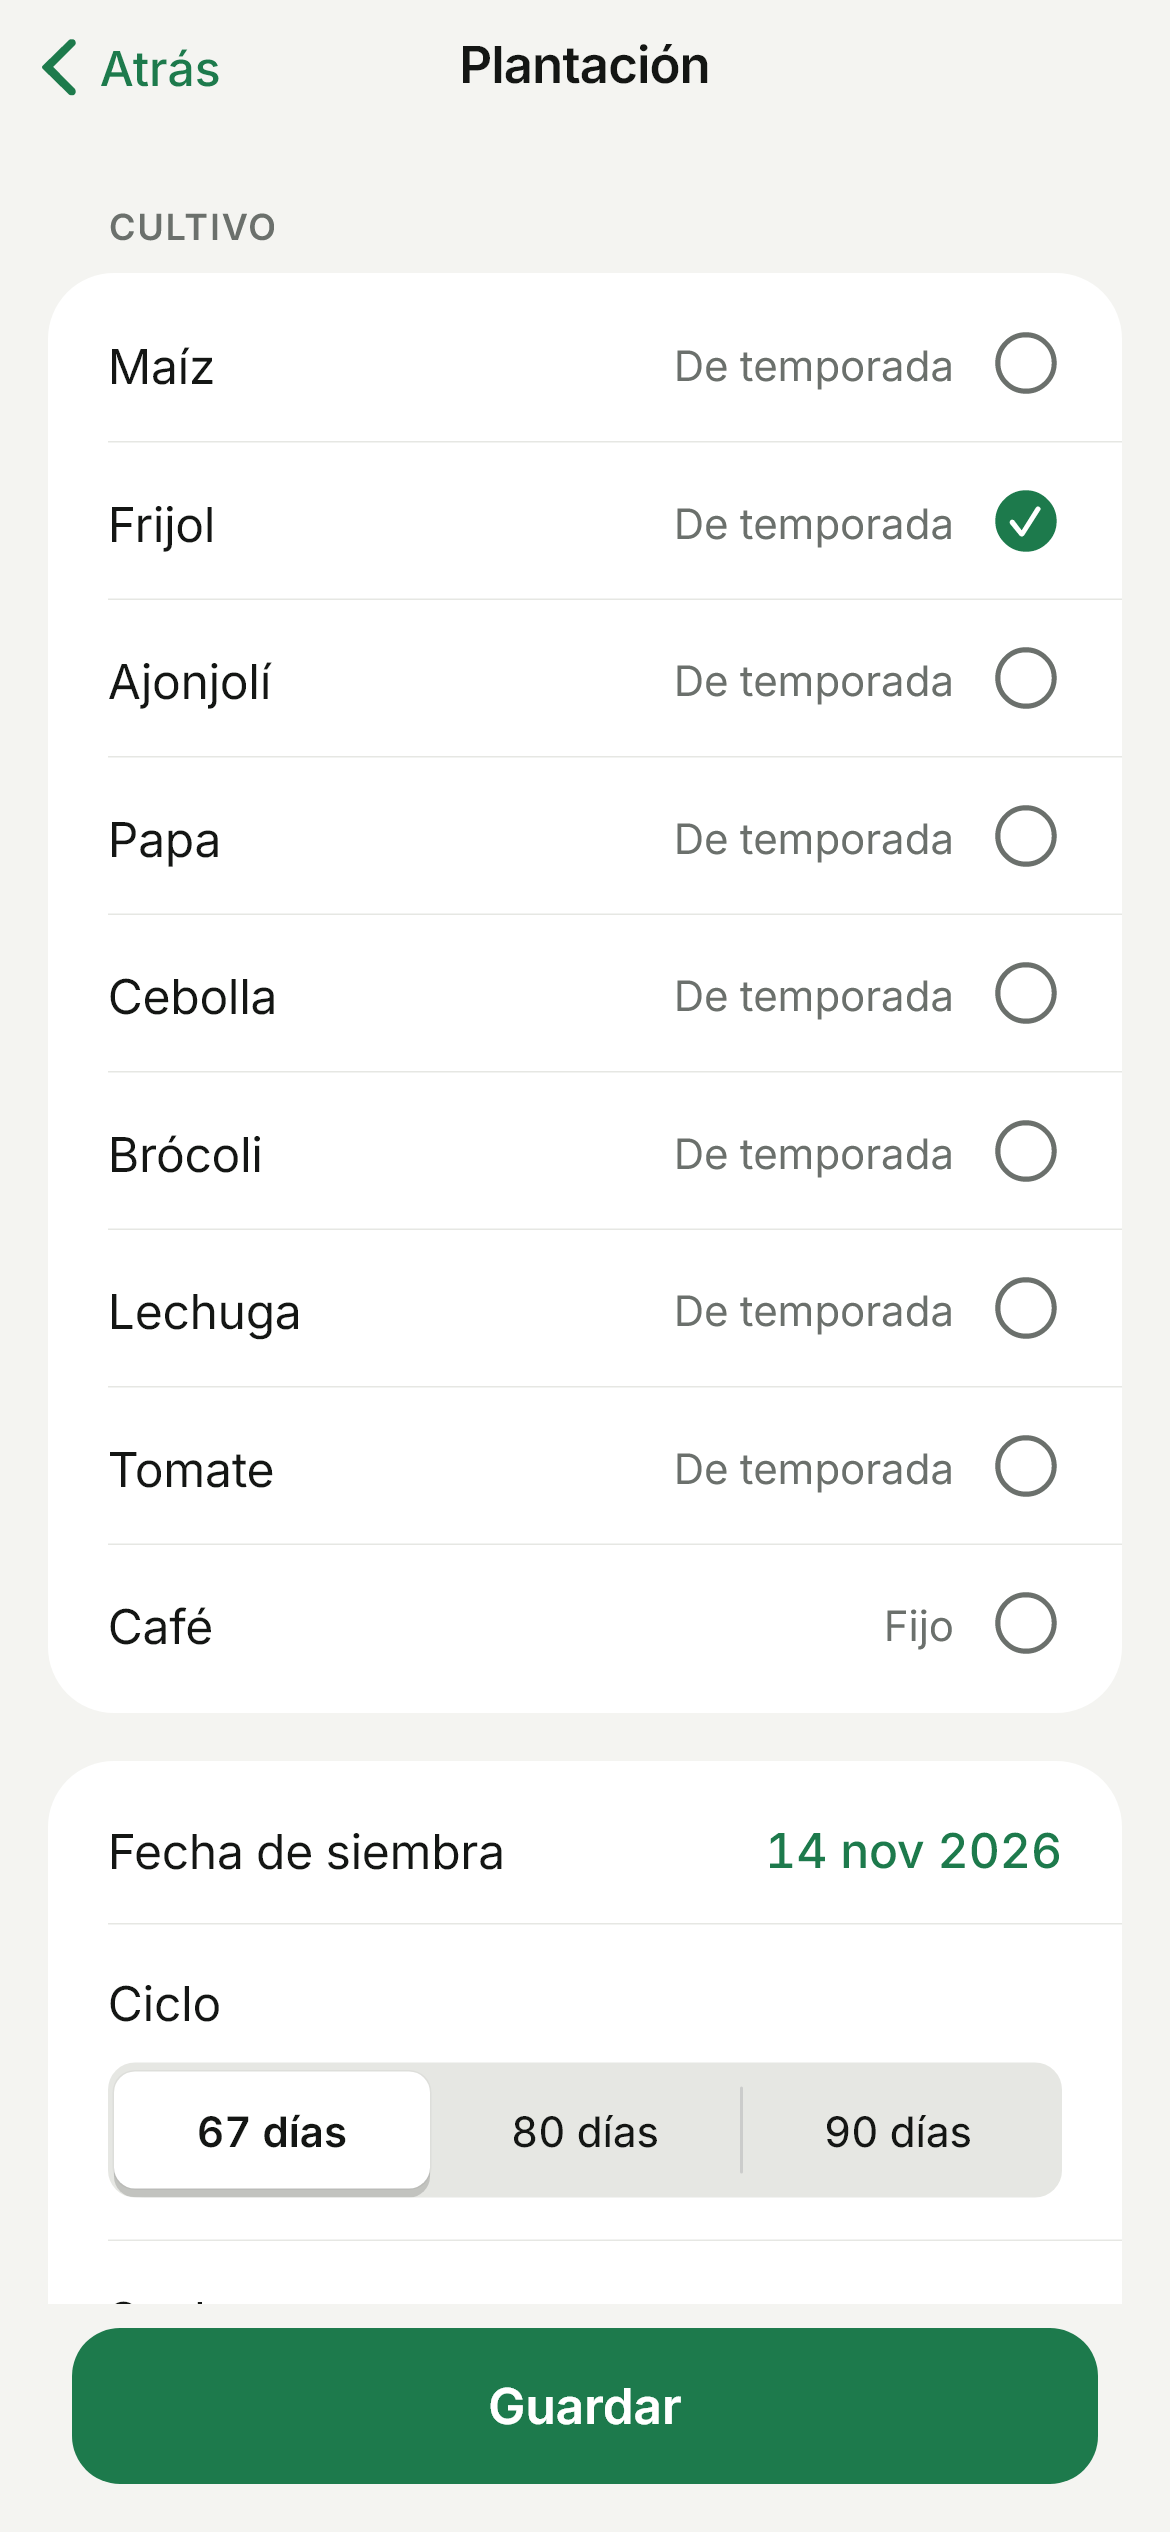 Atrás
Plantación
CULTIVO
Maíz De temporada
Frijol De temporada
Ajonjolí De temporada
Papa De temporada
Cebolla De temporada
Brócoli De temporada
Lechuga De temporada
Tomate De temporada
Café Fijo
Fecha de siembra 14 nov 2026
Ciclo
67 días 80 días 90 días
Guardar